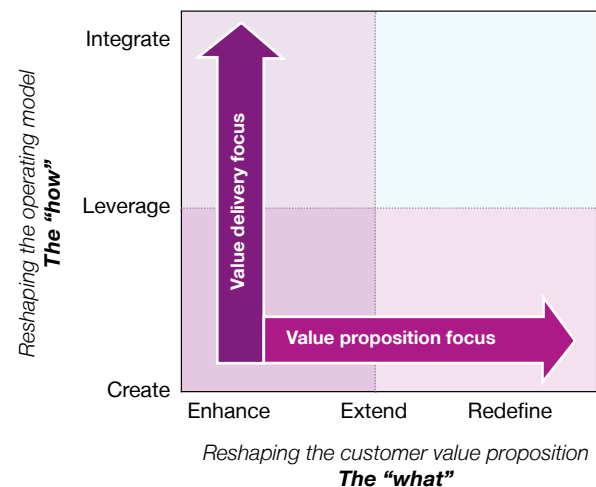 Integrate
Leverage
Create
Reshaping the operating model
The “how”
Value delivery focus
Value proposition focus
Enhance
Extend
Redefine
Reshaping the customer value proposition
The “what”